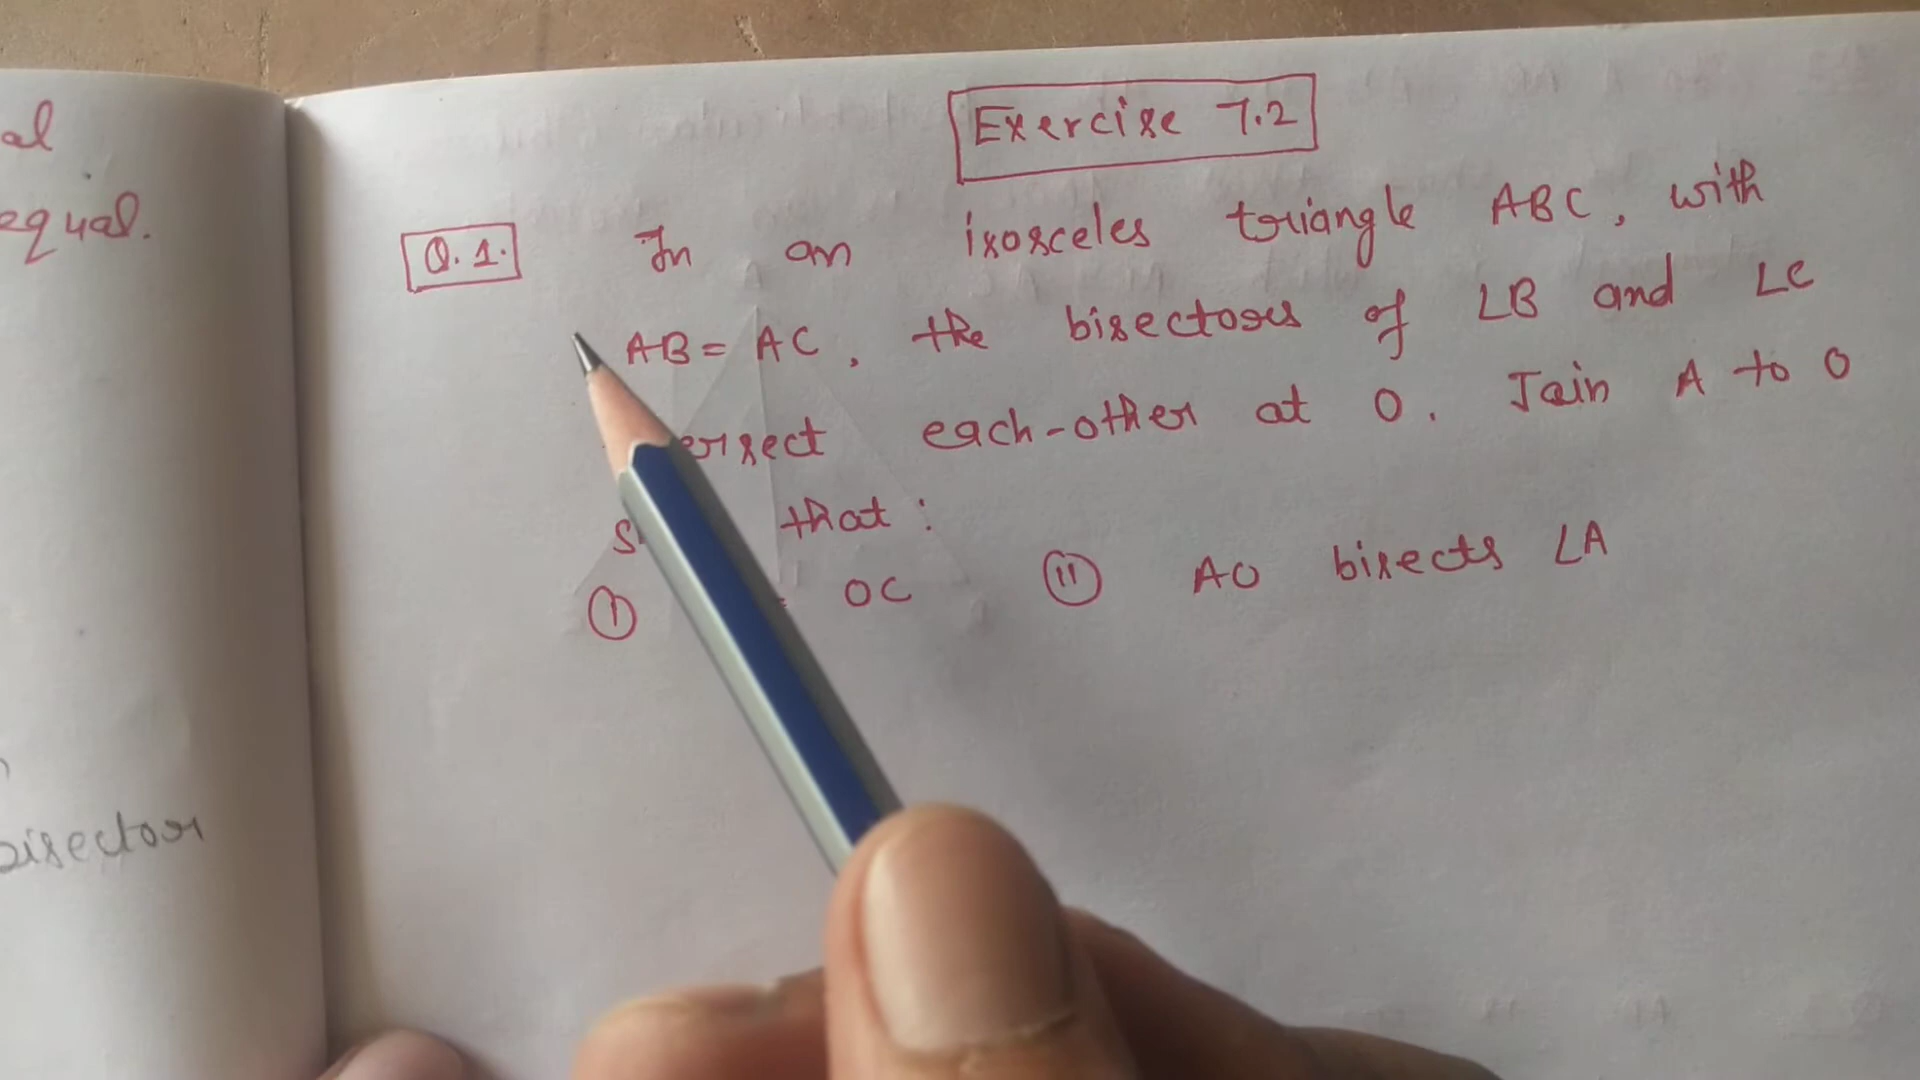 al
equal.
bisector
Exercise 7.2
Q.1. In an isosceles triangle ABC, with
AB = AC, the bisectors of ∠B and ∠C
ersect each-other at O. Join A to O
that:
(i) OC (ii) AO bisects ∠A